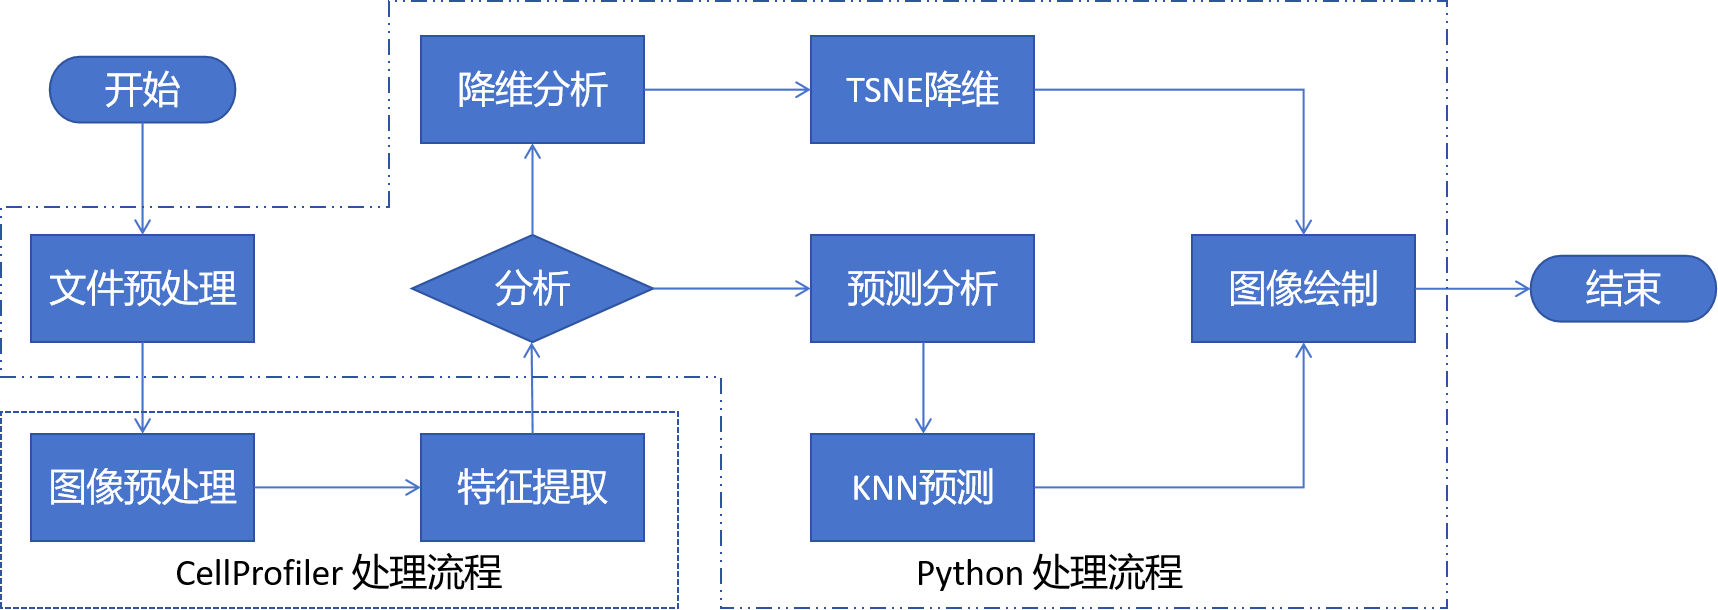 开始
降维分析
TSNE降维
文件预处理
分析
预测分析
图像绘制
结束
图像预处理
特征提取
KNN预测
CellProfiler 处理流程
Python 处理流程